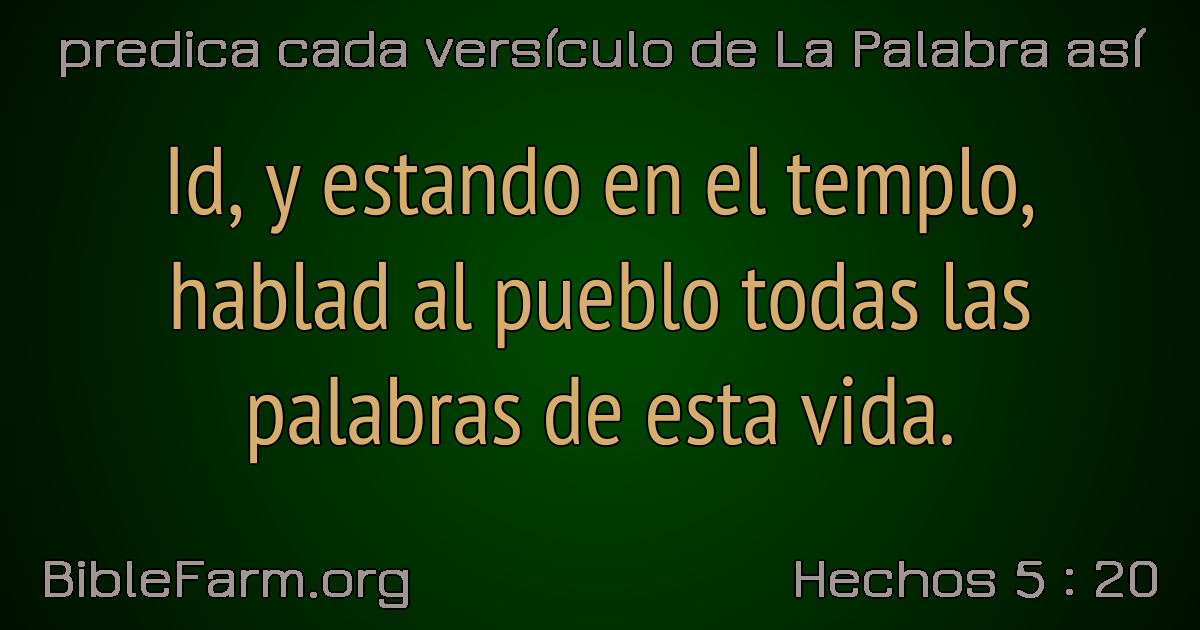 predica cada versículo de La Palabra así
Id, y estando en el templo,
hablad al pueblo todas las
palabras de esta vida.
BibleFarm.org
Hechos 5 : 20